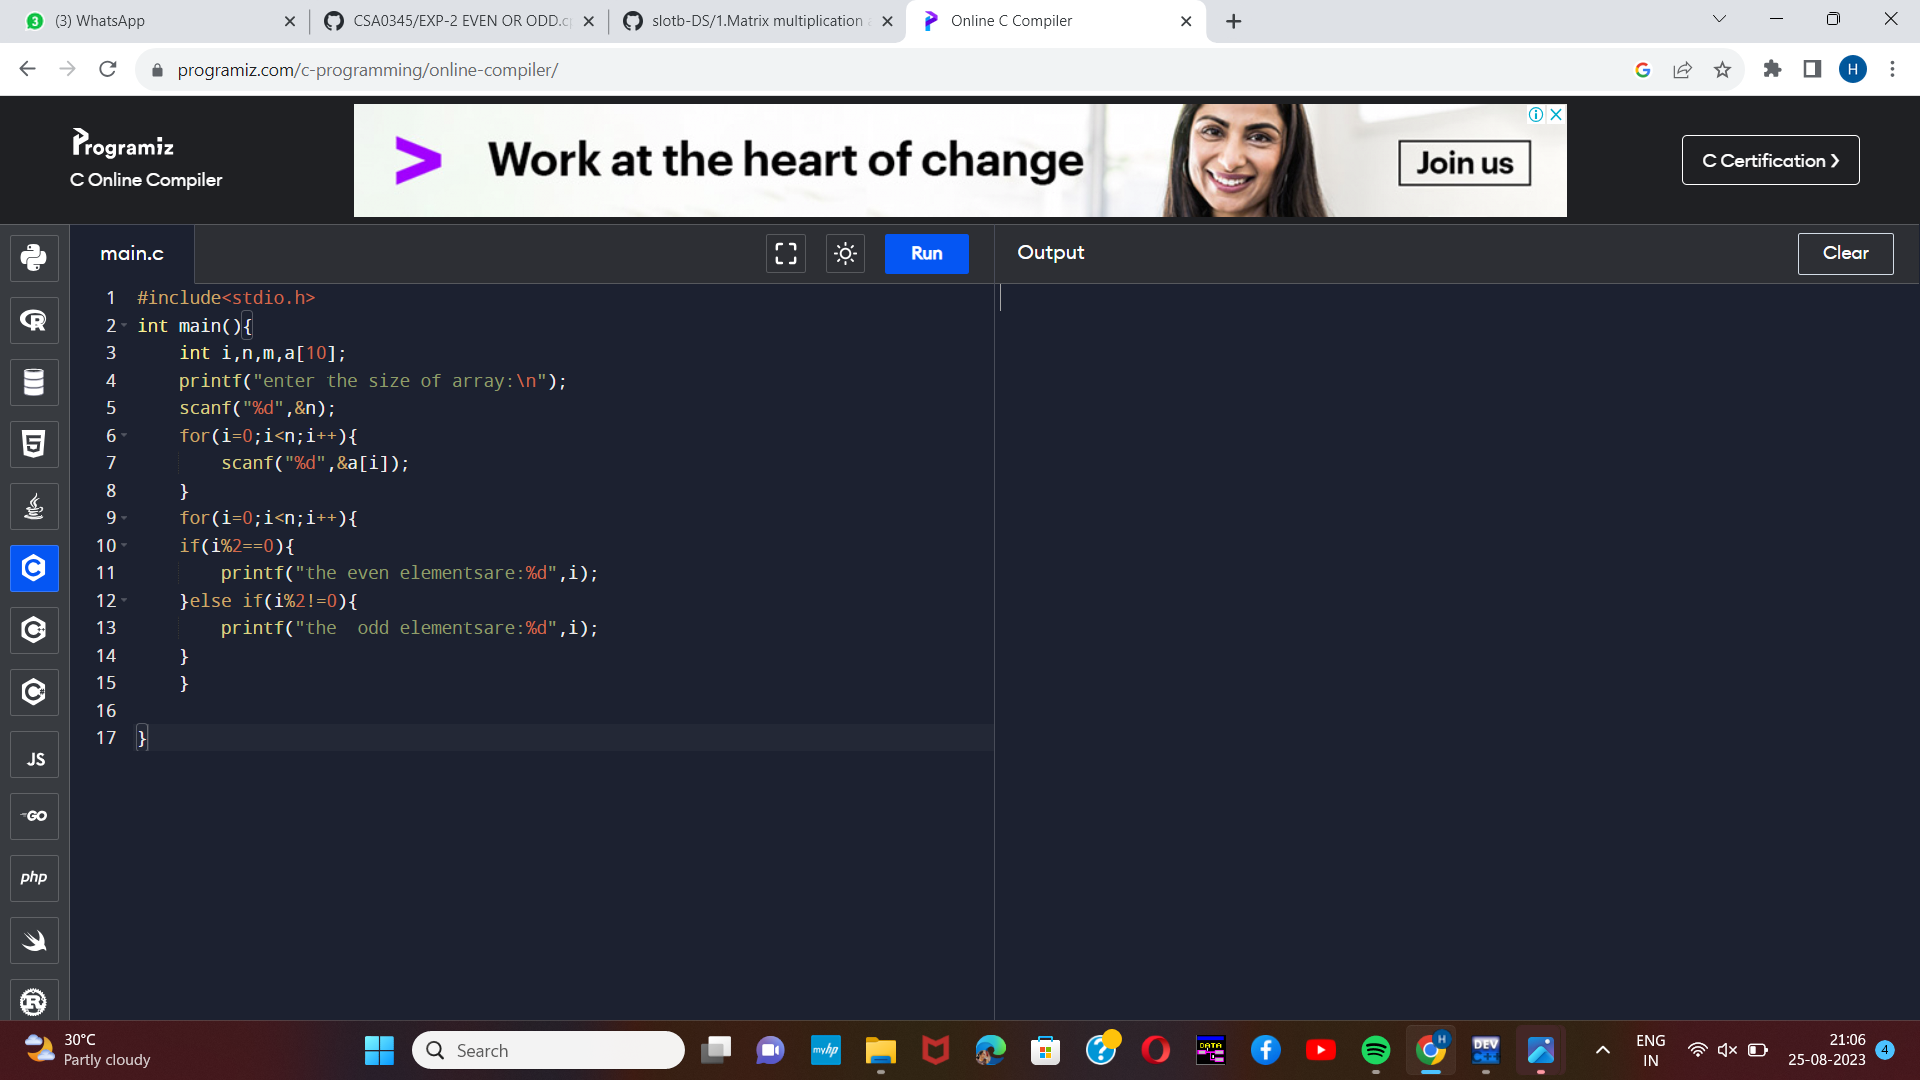 (3) WhatsApp
CSA0345/EXP-2 EVEN OR ODD.c
slotb-DS/1.Matrix multiplication
Online C Compiler
programiz.com/c-programming/online-compiler/
H
Programiz
C Online Compiler
Work at the heart of change
Join us
C Certification
main.c
Run
Output
Clear
1 #include<stdio.h>
2 int main(){
3 int i,n,m,a[10];
4 printf("enter the size of array:\n");
5 scanf("%d",&n);
6 for(i=0;i<n;i++){
7 scanf("%d",&a[i]);
8 }
9 for(i=0;i<n;i++){
10 if(i%2==0){
11 printf("the even elementsare:%d",i);
12 }else if(i%2!=0){
13 printf("the  odd elementsare:%d",i);
14 }
15 }
16
17 }
JS
GO
php
30°C
Partly cloudy
Search
myhp
DATA
H
DEV
ENG
IN
21:06
25-08-2023
4